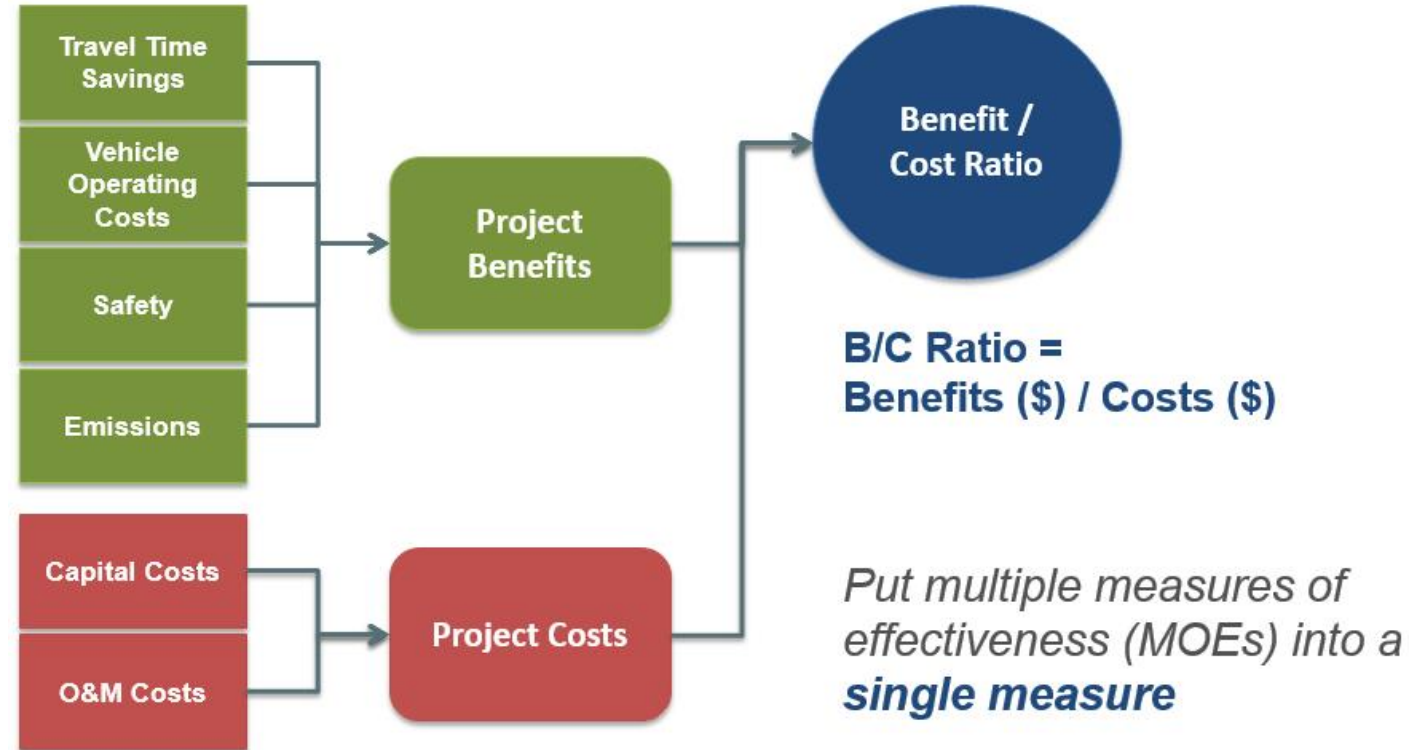 Travel Time
Savings
Vehicle
Operating
Costs
Safety
Emissions
Capital Costs
O&M Costs
Project
Benefits
Project Costs
Benefit /
Cost Ratio
B/C Ratio =
Benefits ($) / Costs ($)
Put multiple measures of
effectiveness (MOEs) into a
single measure